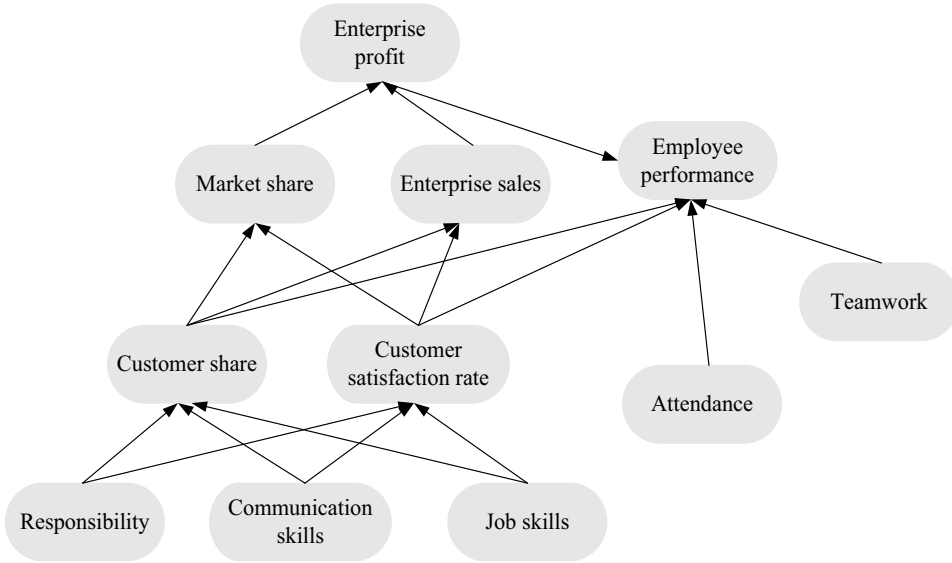 Enterprise
profit
Market share
Enterprise sales
Employee
performance
Teamwork
Customer share
Customer
satisfaction rate
Attendance
Responsibility
Communication
skills
Job skills